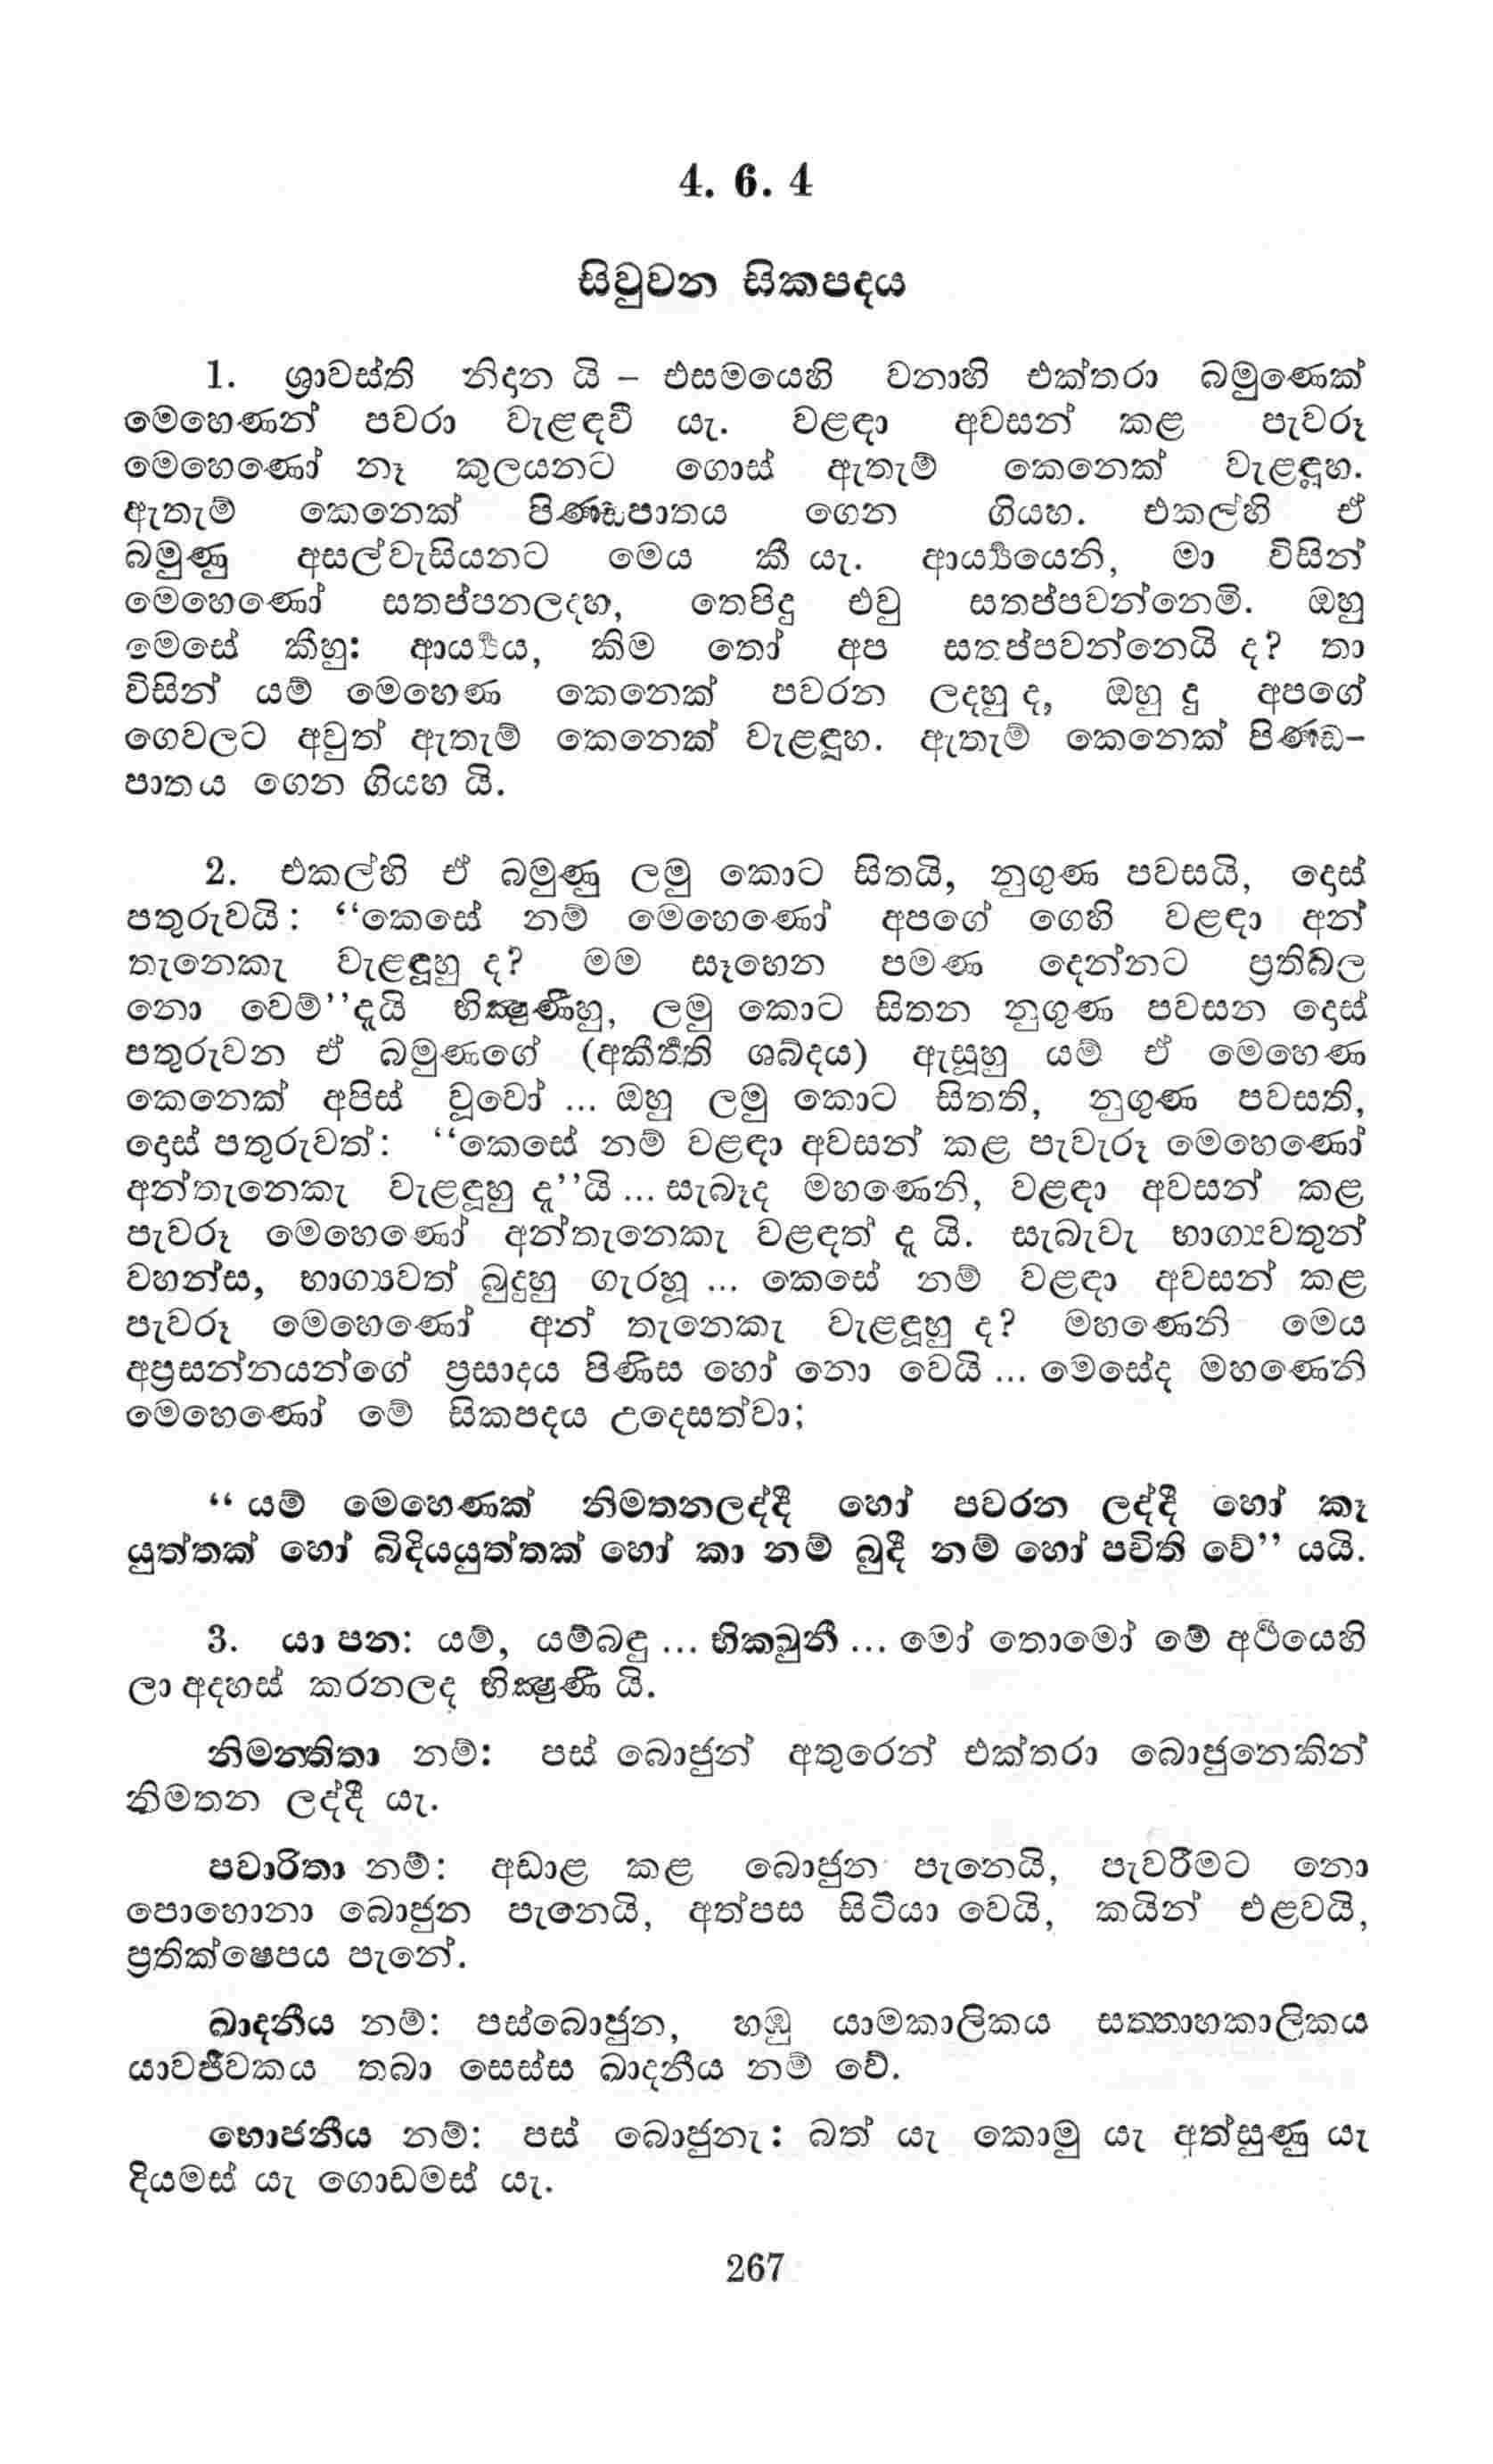 4. 6. 4
සිවුවන සිකපදය
1. ශ්‍රාවස්ති නිදාන යි – එසමයෙහි වනාහි එක්තරා බමුණෙක්
මෙහෙණන් පවරා වැළඳවී යැ. වළඳා අවසන් කළ පැවරූ
මෙහෙණෝ නෑ කුලයනට ගොස් ඇතැම් කෙනෙක් වැළඳූහ.
ඇතැම් කෙනෙක් පිණ්ඩපාතය ගෙන ගියහ. එකල්හි ඒ
බමුණු අසල්වැසියනට මෙය කී යැ. ආර්‍ය්‍යයෙනි, මා විසින්
මෙහෙණෝ සතප්පනලදහ, තෙපිදු එවු සතප්පවන්නෙමි. ඔහු
මෙසේ කීහු: ආර්‍ය්‍යය, කිම තෝ අප සතප්පවන්නෙයි ද? තා
විසින් යම් මෙහෙණ කෙනෙක් පවරන ලදහු ද, ඔහු දු අපගේ
ගෙවලට අවුත් ඇතැම් කෙනෙක් වැළඳූහ. ඇතැම් කෙනෙක් පිණ්ඩ-
පාතය ගෙන ගියහ යි.
2. එකල්හි ඒ බමුණු ලමු කොට සිතයි, නුගුණ පවසයි, දොස්
පතුරුවයි: “කෙසේ නම් මෙහෙණෝ අපගේ ගෙහි වළඳා අන්
තැනෙකැ වැළඳූහු ද? මම සෑහෙන පමණ දෙන්නට ප්‍රතිබල
නො වෙම්”දැයි භික්‍ෂුණීහු, ලමු කොට සිතන නුගුණ පවසන දොස්
පතුරුවන ඒ බමුණගේ (අකීර්‍ත්ති ශබ්දය) ඇසූහු යම් ඒ මෙහෙණ
කෙනෙක් අපිස් වූවෝ ... ඔහු ලමු කොට සිතති, නුගුණ පවසති,
දොස් පතුරුවත්: “කෙසේ නම් වළඳා අවසන් කළ පැවැරූ මෙහෙණෝ
අන්තැනෙකැ වැළඳූහු දැ”යි ... සැබෑද මහණෙනි, වළඳා අවසන් කළ
පැවරූ මෙහෙණෝ අන්තැනෙකැ වළඳත් දැ යි. සැබැවැ භාග්‍යවතුන්
වහන්ස, භාග්‍යවත් බුදුහු ගැරහූ ... කෙසේ නම් වළඳා අවසන් කළ
පැවරූ මෙහෙණෝ අන් තැනෙකැ වැළඳූහු ද? මහණෙනි මෙය
අප්‍රසන්නයන්ගේ ප්‍රසාදය පිණිස හෝ නො වෙයි ... මෙසේද මහණෙනි
මෙහෙණෝ මේ සිකපදය උදෙසත්වා;
“ යම් මෙහෙණක් නිමතනලද්දී හෝ පවරන ලද්දී හෝ කෑ
යුත්තක් හෝ බිදියයුත්තක් හෝ කා නම් බුදී නම් හෝ පචිති වේ” යයි.
3. යා පන: යම්, යම්බඳු ... භික්ඛුනී ... මෝ තොමෝ මේ අර්‍ථයෙහි
ලා අදහස් කරනලද භික්‍ෂුණී යි.
නිමන්තිතා නම්: පස් බොජුන් අතුරෙන් එක්තරා බොජුනෙකින්
නිමතන ලද්දී යැ.
පවාරිතා නම්: අඩාළ කළ බොජුන පැනෙයි, පැවරීමට නො
පොහොනා බොජුන පැනෙයි, අත්පස සිටියා වෙයි, කයින් එළවයි,
ප්‍රතික්ෂෙපය පැනේ.
ඛාදනීය නම්: පස්බොජුන, හඹු යාමකාලිකය සත්තාහකාලිකය
යාවජීවකය තබා සෙස්ස ඛාදනීය නම් වේ.
භොජනීය නම්: පස් බොජුනැ: බත් යැ කොමු යැ අත්සුණු යැ
දියමස් යැ ගොඩමස් යැ.
267